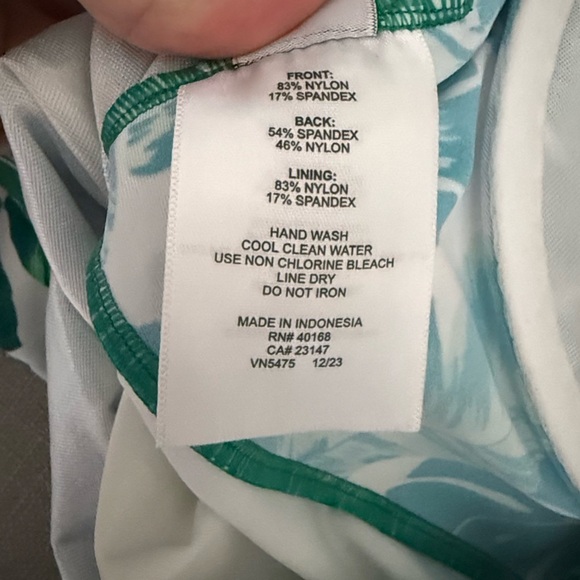 FRONT:
83% NYLON
17% SPANDEX
BACK:
54% SPANDEX
46% NYLON
LINING:
83% NYLON
17% SPANDEX
HAND WASH
COOL CLEAN WATER
USE NON CHLORINE BLEACH
LINE DRY
DO NOT IRON
MADE IN INDONESIA
RN# 40168
CA# 23147
VN5475 12/23